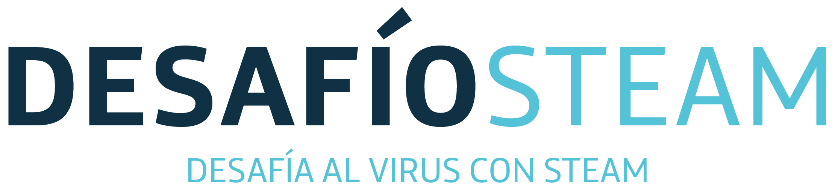 DESAFÍOSTEAM
DESAFÍA AL VIRUS CON STEAM